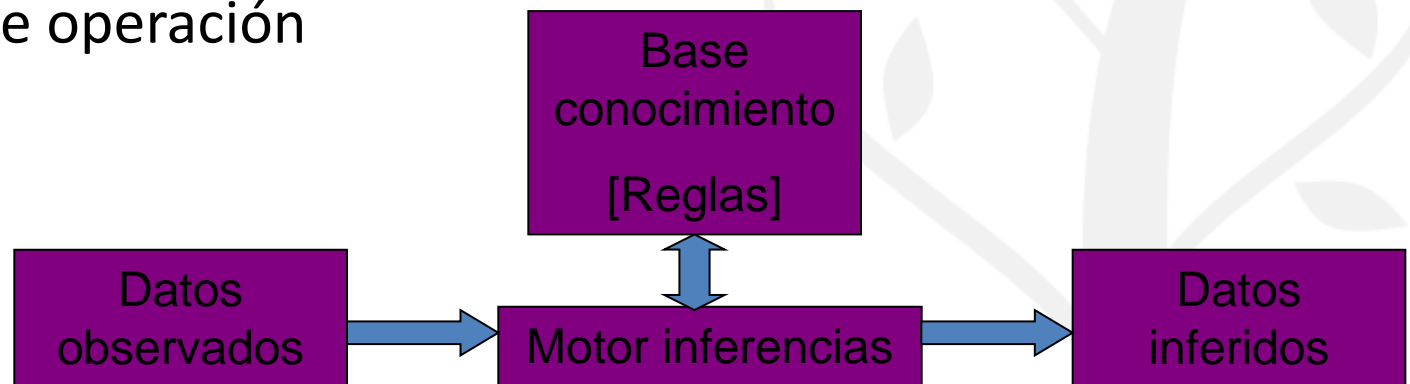 e operación
Base
conocimiento
[Reglas]
Datos
observados
Motor inferencias
Datos
inferidos